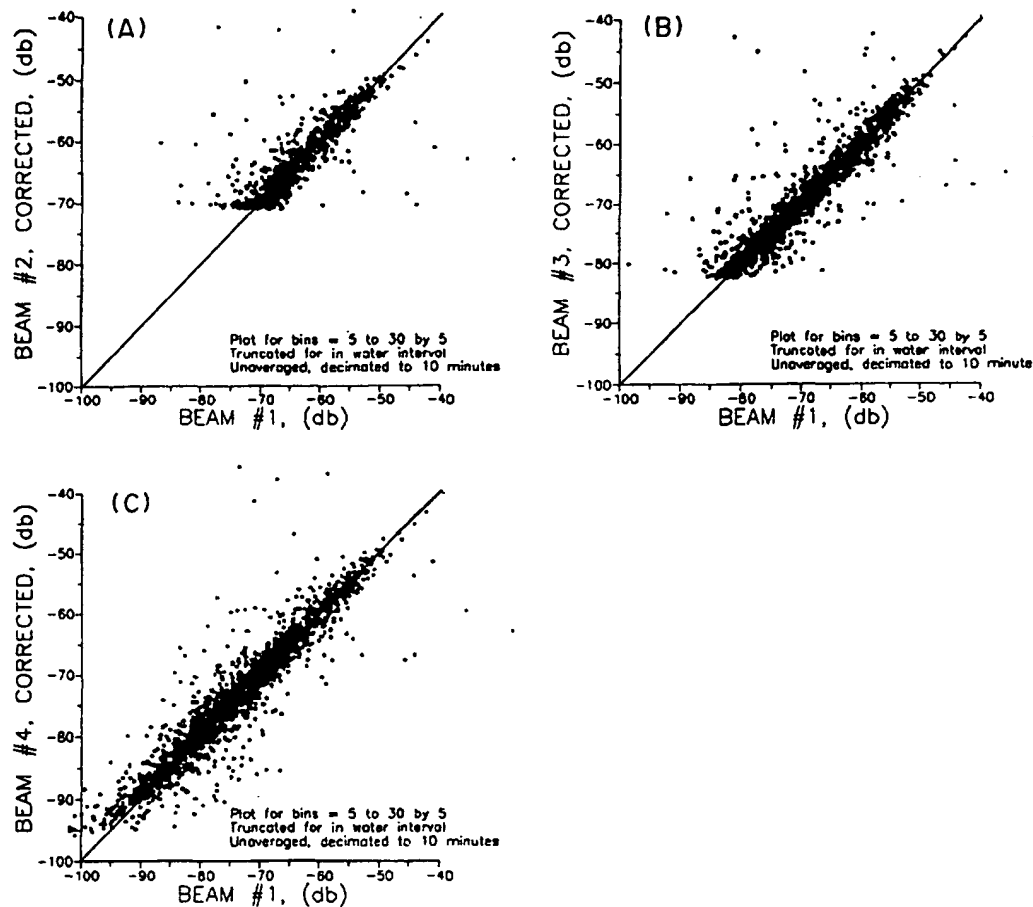 (A)
BEAM #2, CORRECTED, (db)
-40
-50
-60
-70
-80
-90
-100
Plot for bins = 5 to 30 by 5
Truncated for in water interval
Unaveraged, decimated to 10 minutes
-100 -90 -80 -70 -60 -50 -40
BEAM #1, (db)
(B)
BEAM #3, CORRECTED, (db)
-40
-50
-60
-70
-80
-90
-100
Plot for bins = 5 to 30 by 5
Truncated for in water interval
Unaveraged, decimated to 10 minute
-100 -90 -80 -70 -60 -50 -40
BEAM #1, (db)
(C)
BEAM #4, CORRECTED, (db)
-40
-50
-60
-70
-80
-90
-100
Plot for bins = 5 to 30 by 5
Truncated for in water interval
Unaveraged, decimated to 10 minutes
-100 -90 -80 -70 -60 -50 -40
BEAM #1, (db)